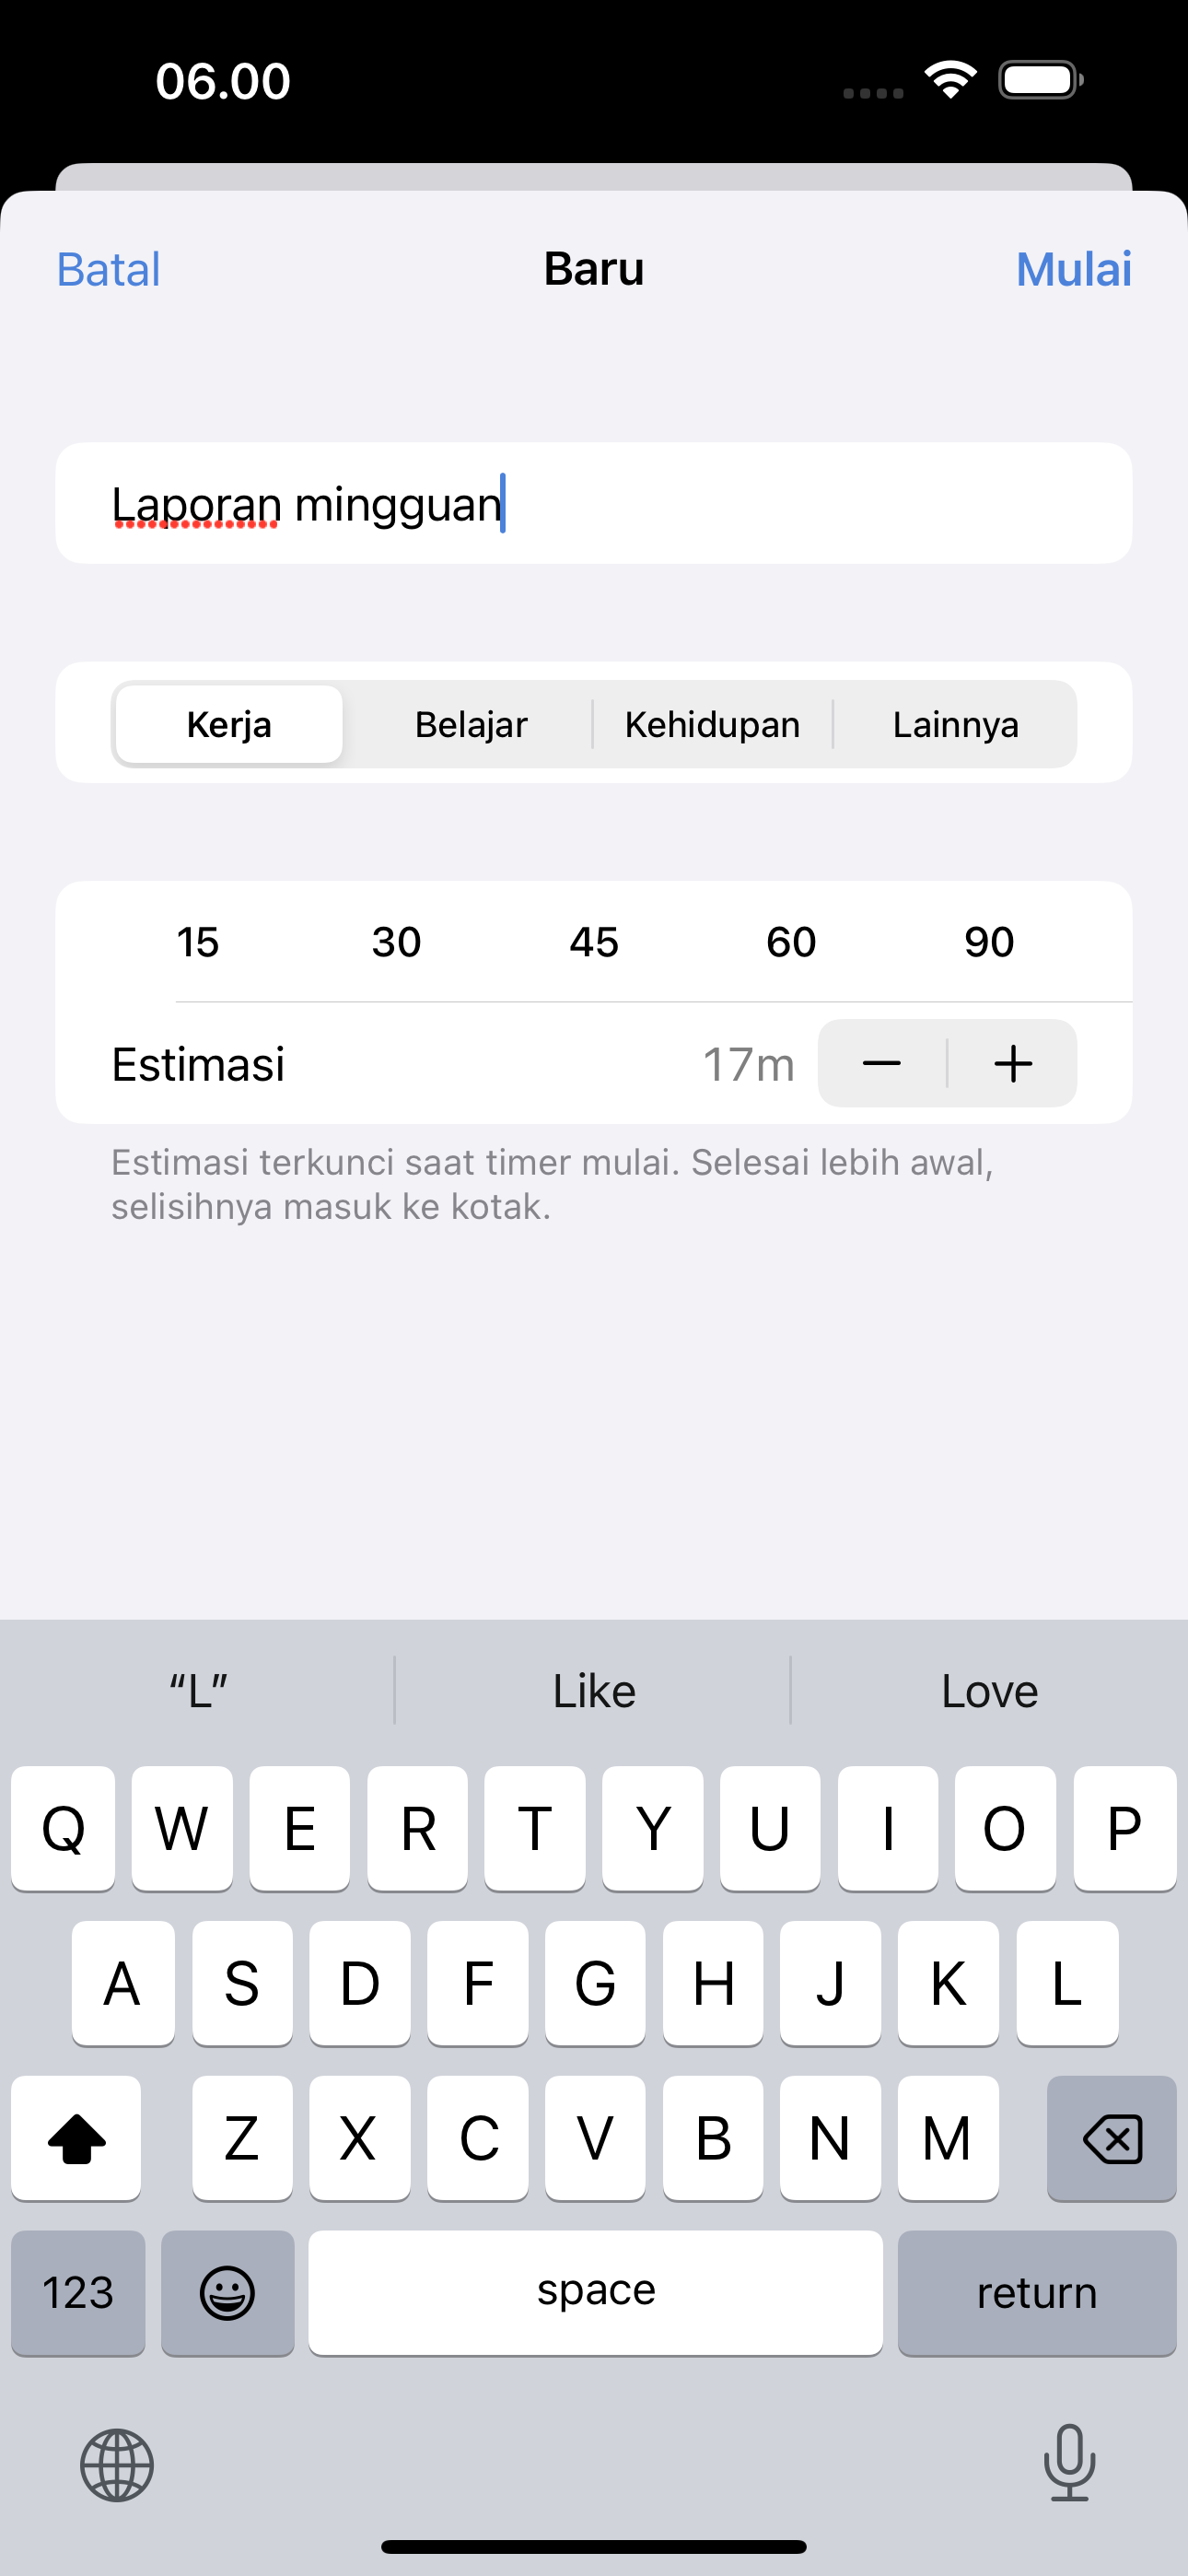 06.00
Batal Baru Mulai
Laporan mingguan
Kerja Belajar Kehidupan Lainnya
15 30 45 60 90
Estimasi 17m
Estimasi terkunci saat timer mulai. Selesai lebih awal,
selisihnya masuk ke kotak.
“L” Like Love
Q W E R T Y U I O P
A S D F G H J K L
Z X C V B N M
123 space return